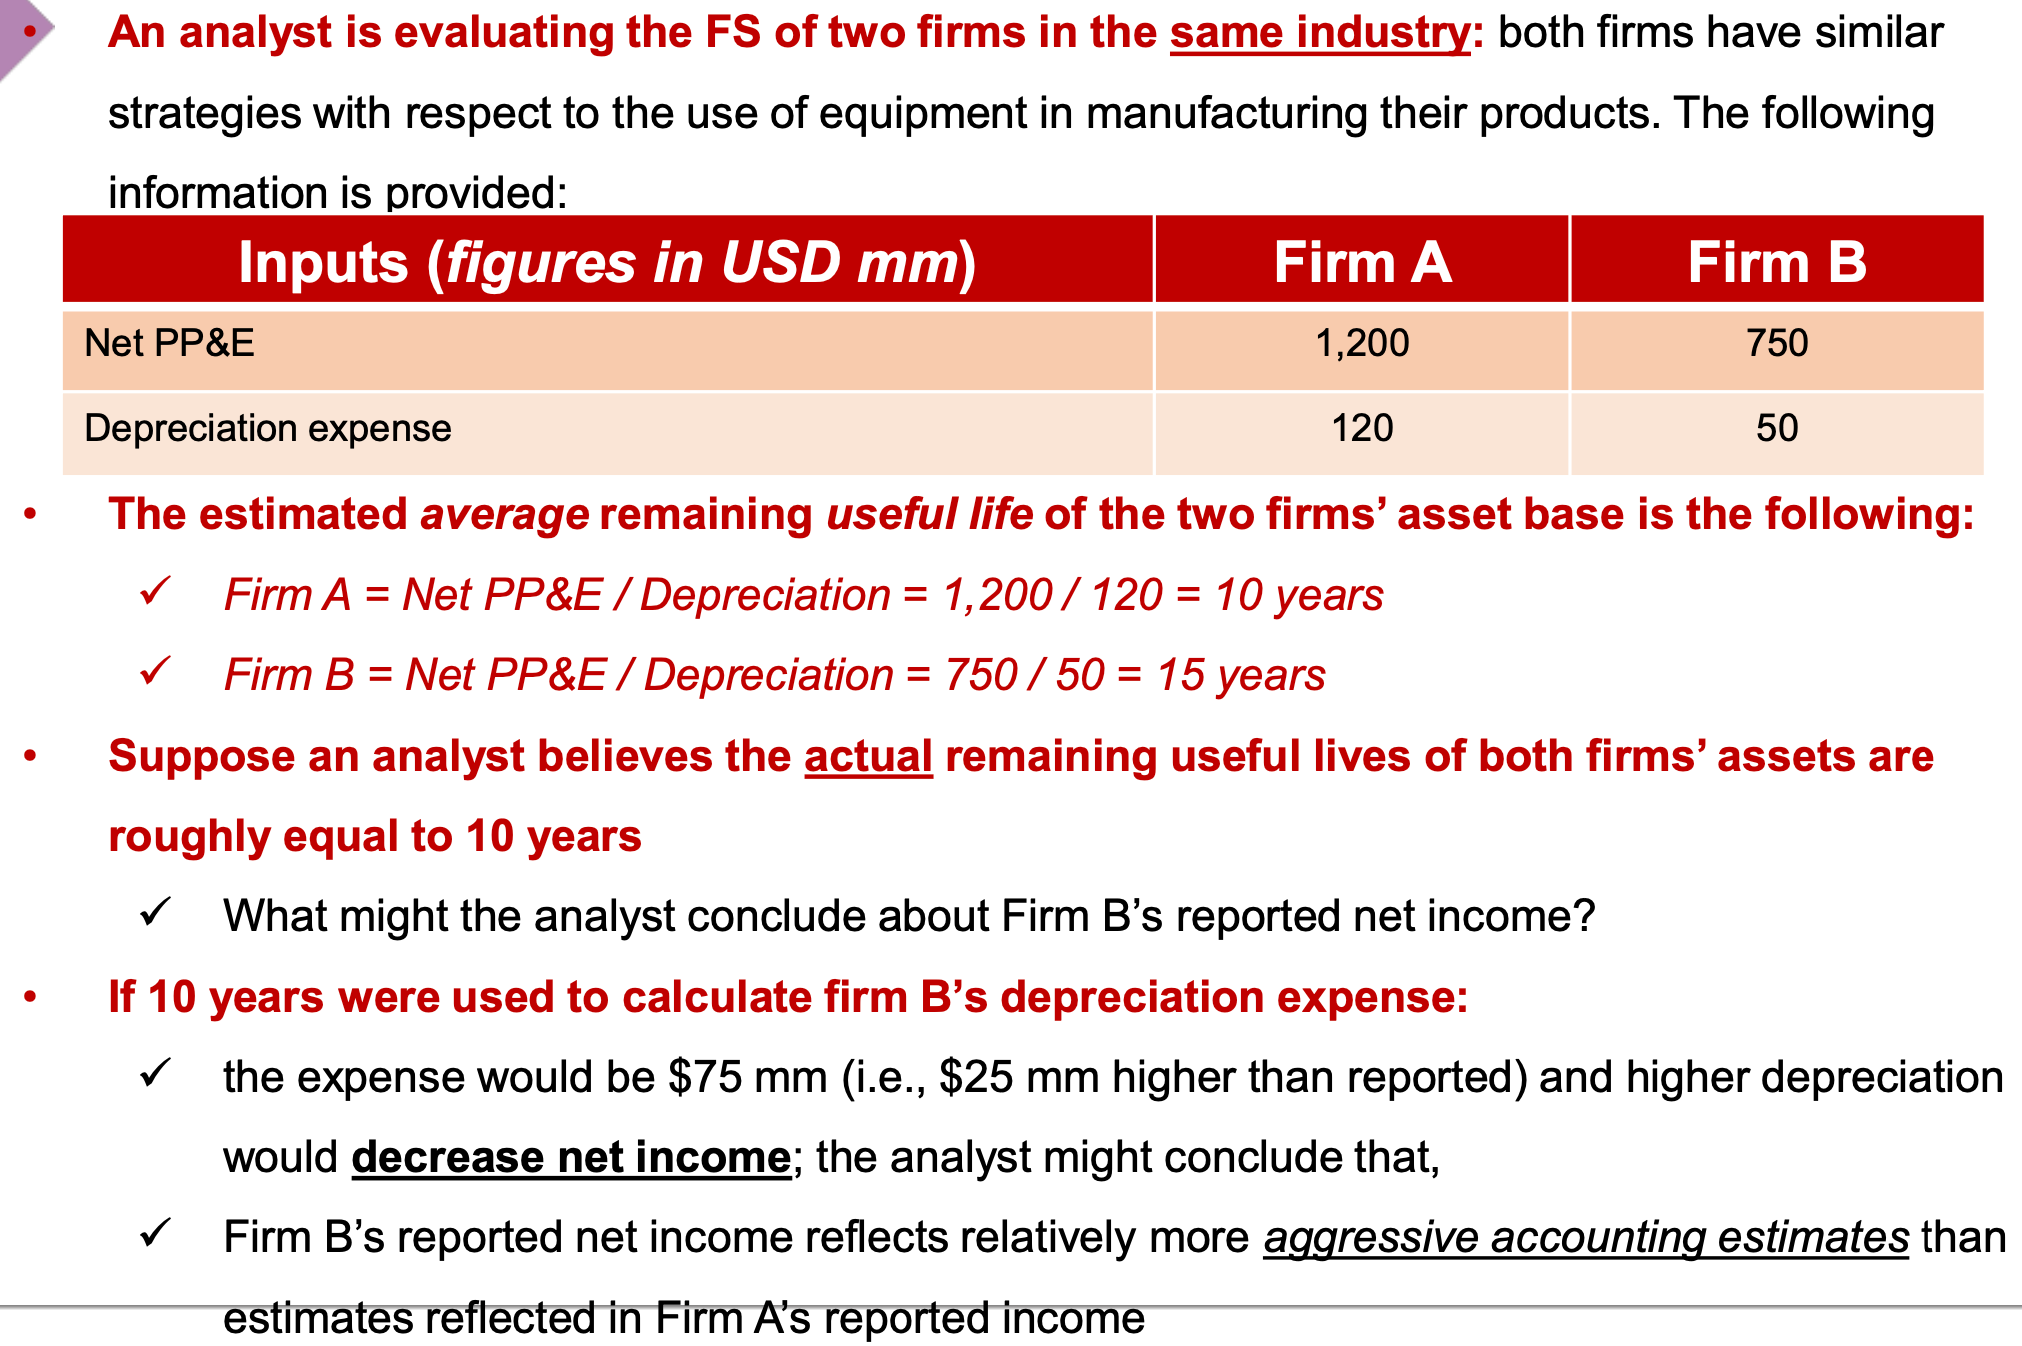 • An analyst is evaluating the FS of two firms in the same industry: both firms have similar
strategies with respect to the use of equipment in manufacturing their products. The following
information is provided:
Inputs (figures in USD mm) Firm A Firm B
Net PP&E 1,200 750
Depreciation expense 120 50
• The estimated average remaining useful life of the two firms’ asset base is the following:
✓ Firm A = Net PP&E / Depreciation = 1,200 / 120 = 10 years
✓ Firm B = Net PP&E / Depreciation = 750 / 50 = 15 years
• Suppose an analyst believes the actual remaining useful lives of both firms’ assets are
roughly equal to 10 years
✓ What might the analyst conclude about Firm B’s reported net income?
• If 10 years were used to calculate firm B’s depreciation expense:
✓ the expense would be $75 mm (i.e., $25 mm higher than reported) and higher depreciation
would decrease net income; the analyst might conclude that,
✓ Firm B’s reported net income reflects relatively more aggressive accounting estimates than
estimates reflected in Firm A’s reported income